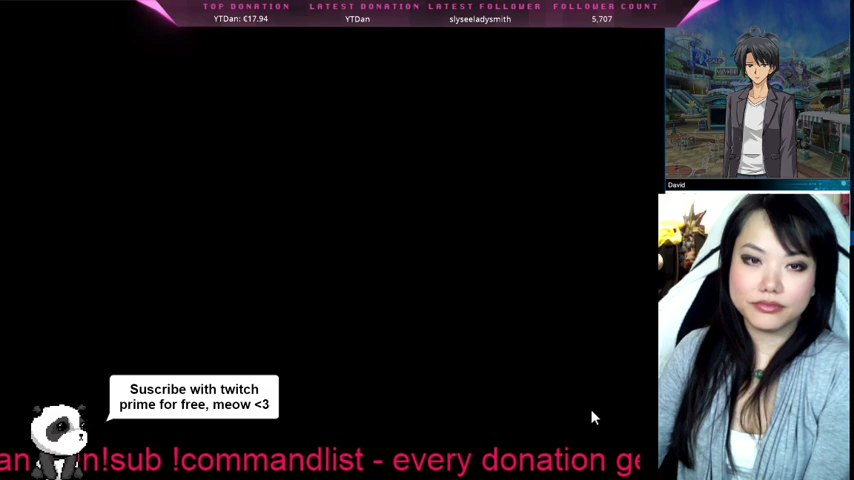 TOP DONATION LATEST DONATION LATEST FOLLOWER FOLLOWER COUNT
YTDan: €17.94 YTDan slyseeladysmith 5,707
David
Suscribe with twitch
prime for free, meow <3
!sub !commandlist - every donation